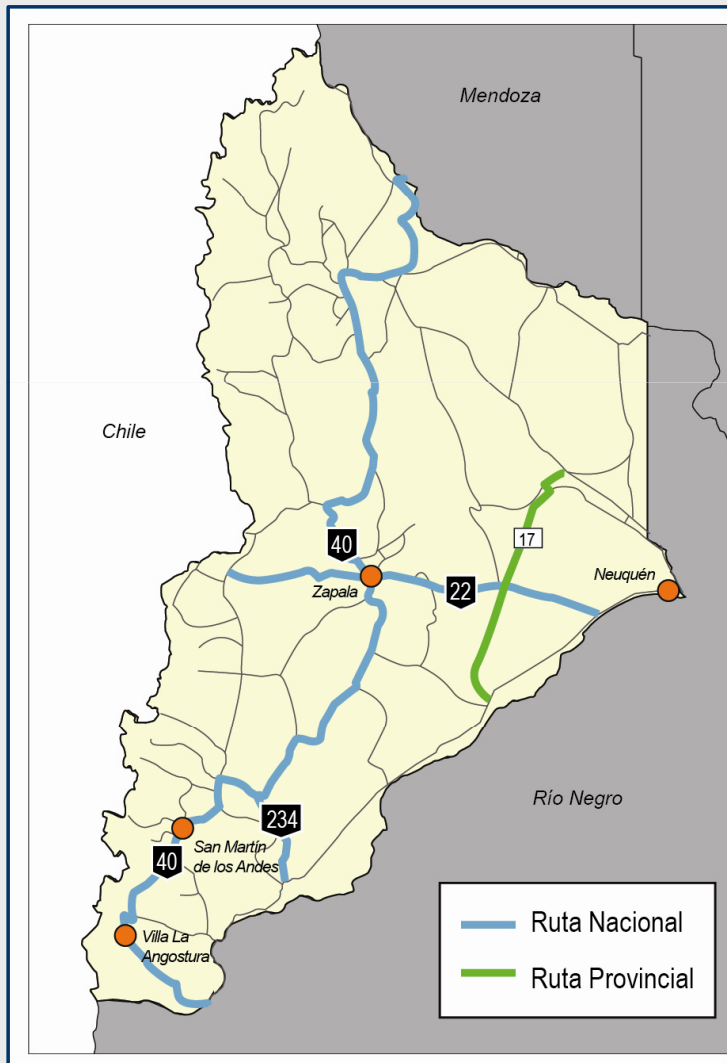 Mendoza
Chile
40
Zapala
22
17
Neuquén
Río Negro
234
San Martín
de los Andes
40
Villa La
Angostura
Ruta Nacional
Ruta Provincial